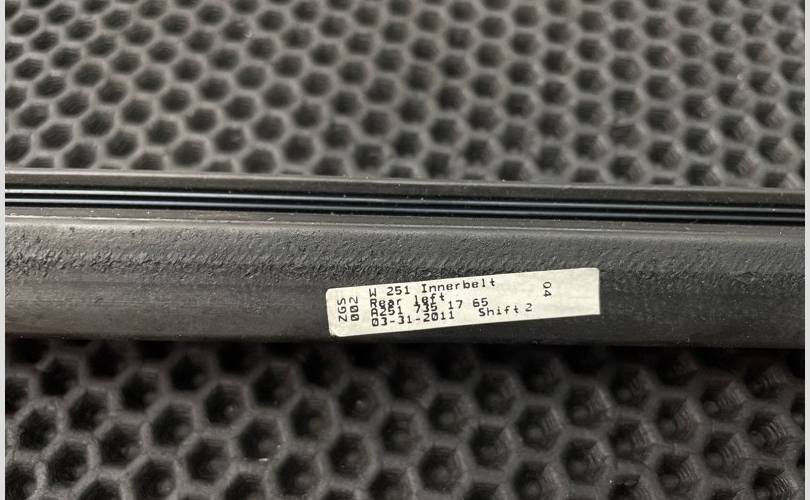 ZGS
002
W 251 Innerbelt
Rear left
A251 735 17 65
03-31-2011 Shift 2
04